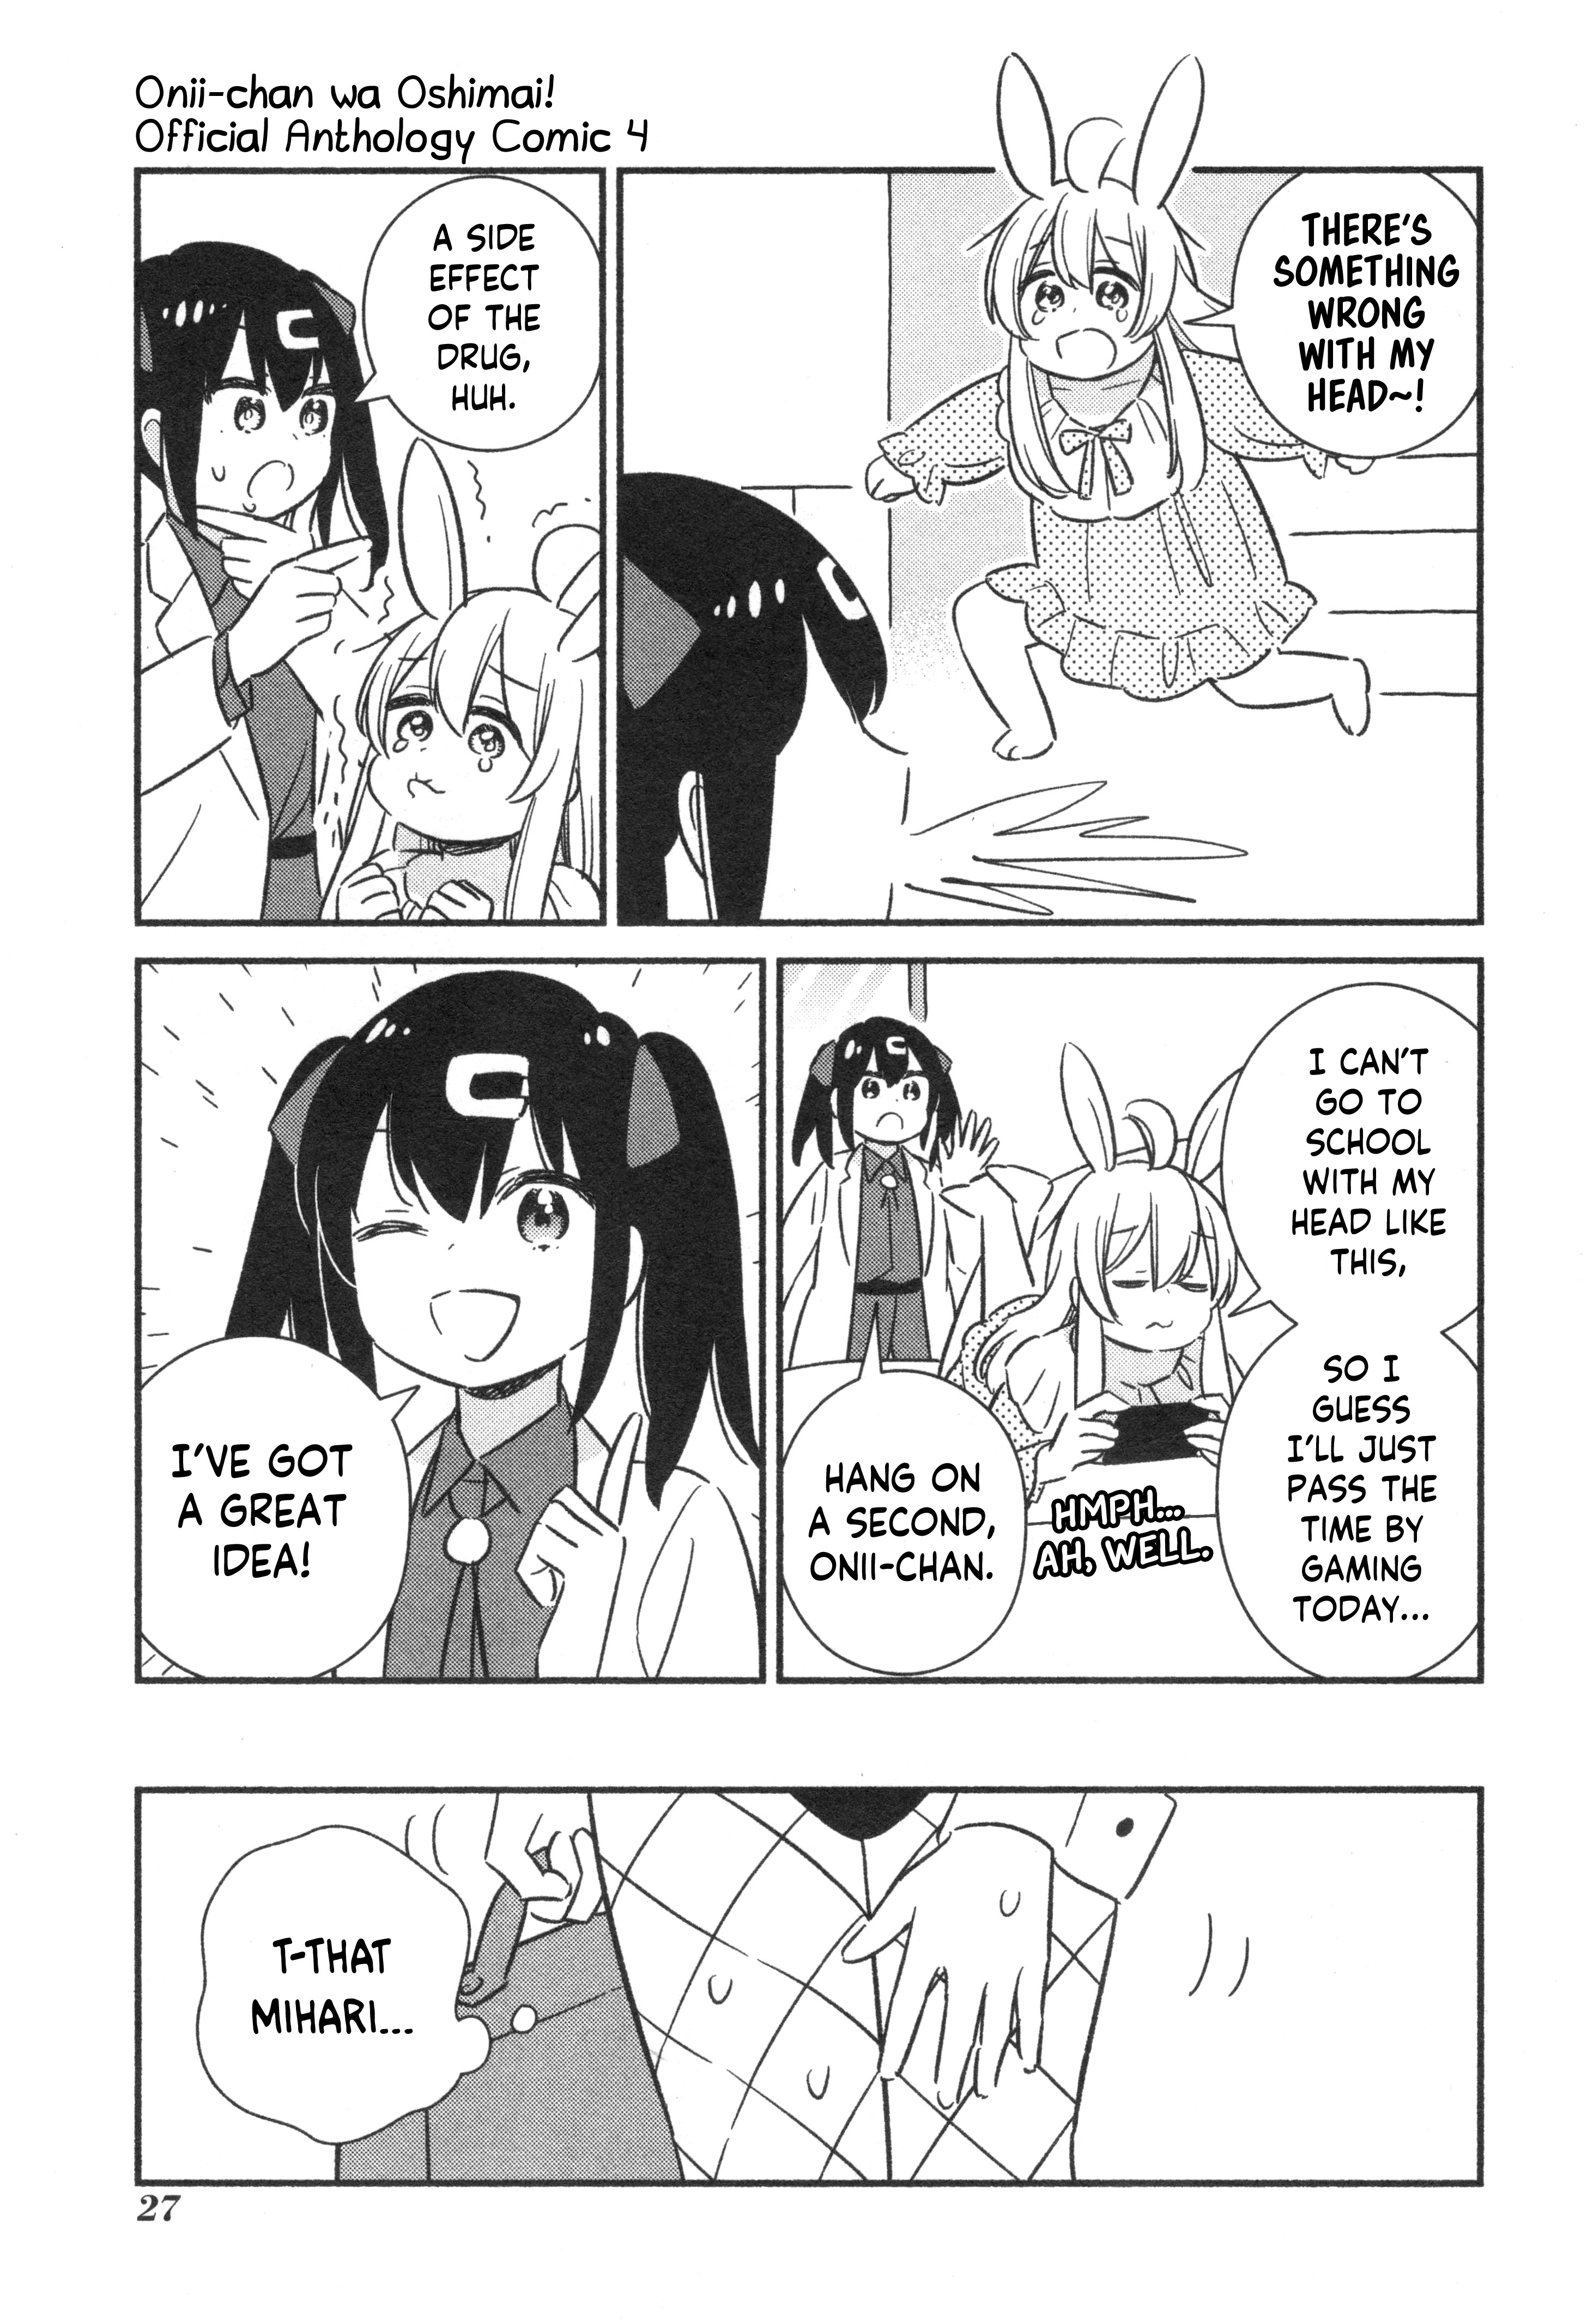 Onii-chan wa Oshimai!
Official Anthology Comic 4
THERE'S
SOMETHING
WRONG
WITH MY
HEAD~!
A SIDE
EFFECT
OF THE
DRUG,
HUH.
I CAN'T
GO TO
SCHOOL
WITH MY
HEAD LIKE
THIS,
SO I
GUESS
I'LL JUST
PASS THE
TIME BY
GAMING
TODAY...
HMPH...
AH, WELL.
HANG ON
A SECOND,
ONII-CHAN.
I'VE GOT
A GREAT
IDEA!
T-THAT
MIHARI...
27